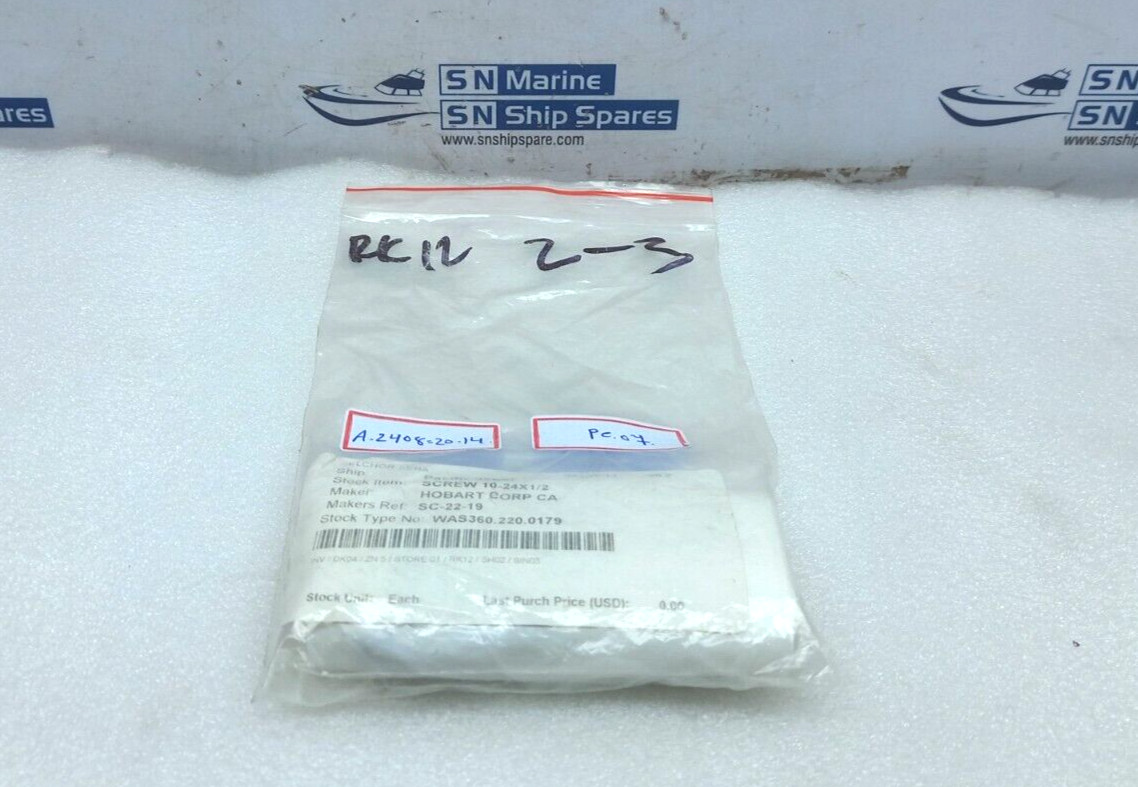 SN Marine
SN Ship Spares
www.snshipspare.com
ares
SN
SN S
www.snship
RK12 2-3
A.2408.20.14
PC.07.
Ship
Stock Item: SCREW 10-24X1/2
Maker HOBART CORP CA
Makers Ref: SC-22-19
Stock Type No: WAS360.220.0179
Stock Unit: Each Last Purch Price (USD): 0.00